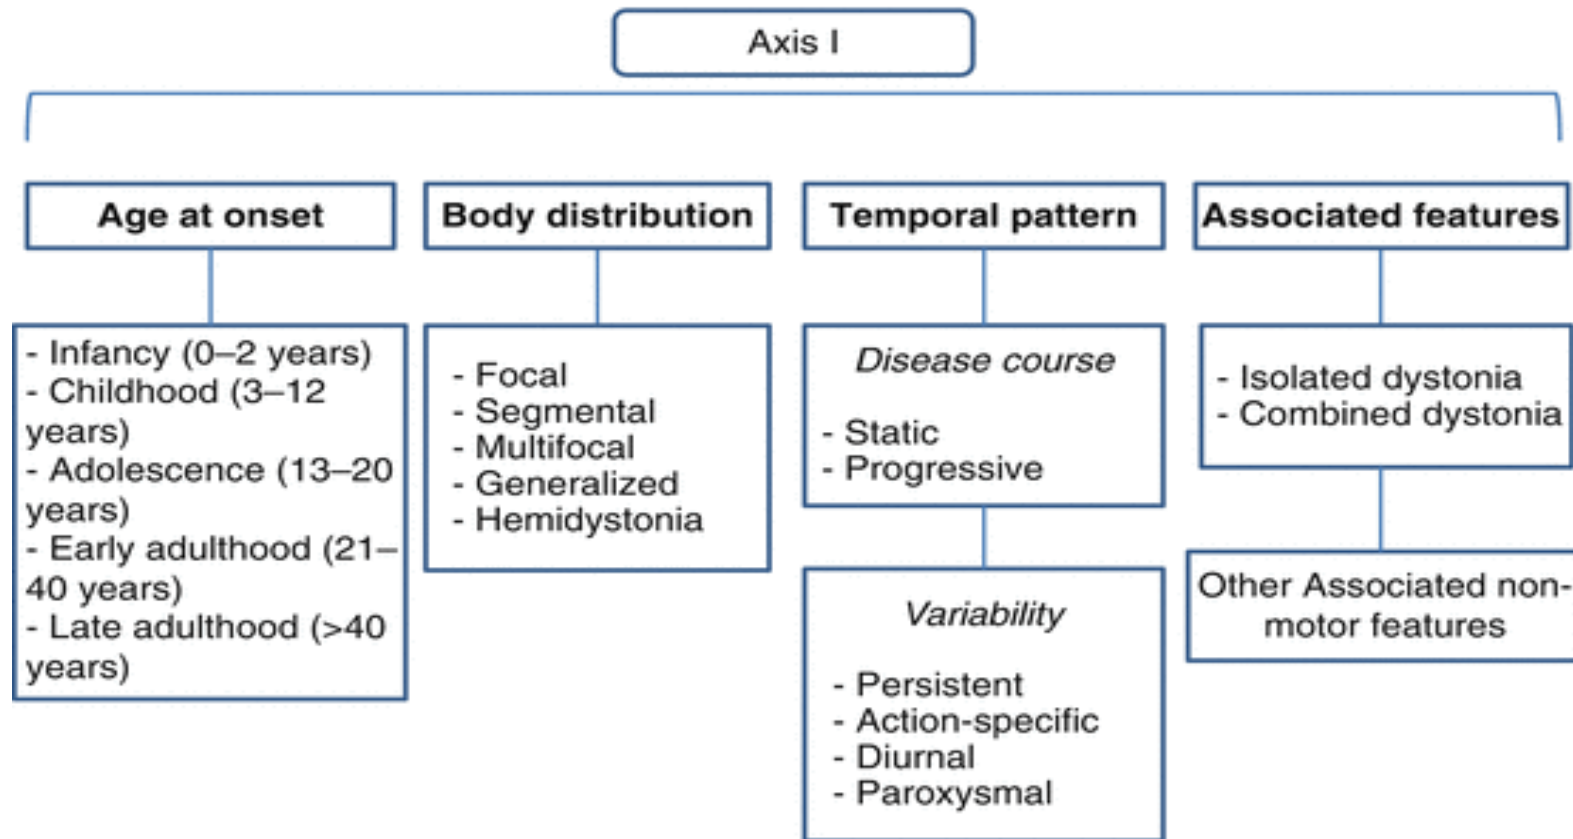 Axis I
Age at onset
- Infancy (0–2 years)
- Childhood (3–12
years)
- Adolescence (13–20
years)
- Early adulthood (21–
40 years)
- Late adulthood (>40
years)
Body distribution
- Focal
- Segmental
- Multifocal
- Generalized
- Hemidystonia
Temporal pattern
Disease course
- Static
- Progressive
Variability
- Persistent
- Action-specific
- Diurnal
- Paroxysmal
Associated features
- Isolated dystonia
- Combined dystonia
Other Associated non-
motor features